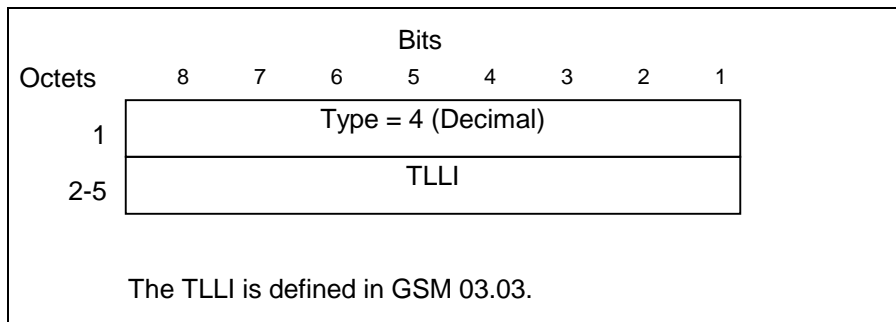 Bits
Octets 8 7 6 5 4 3 2 1
1 Type = 4 (Decimal)
2-5 TLLI
The TLLI is defined in GSM 03.03.